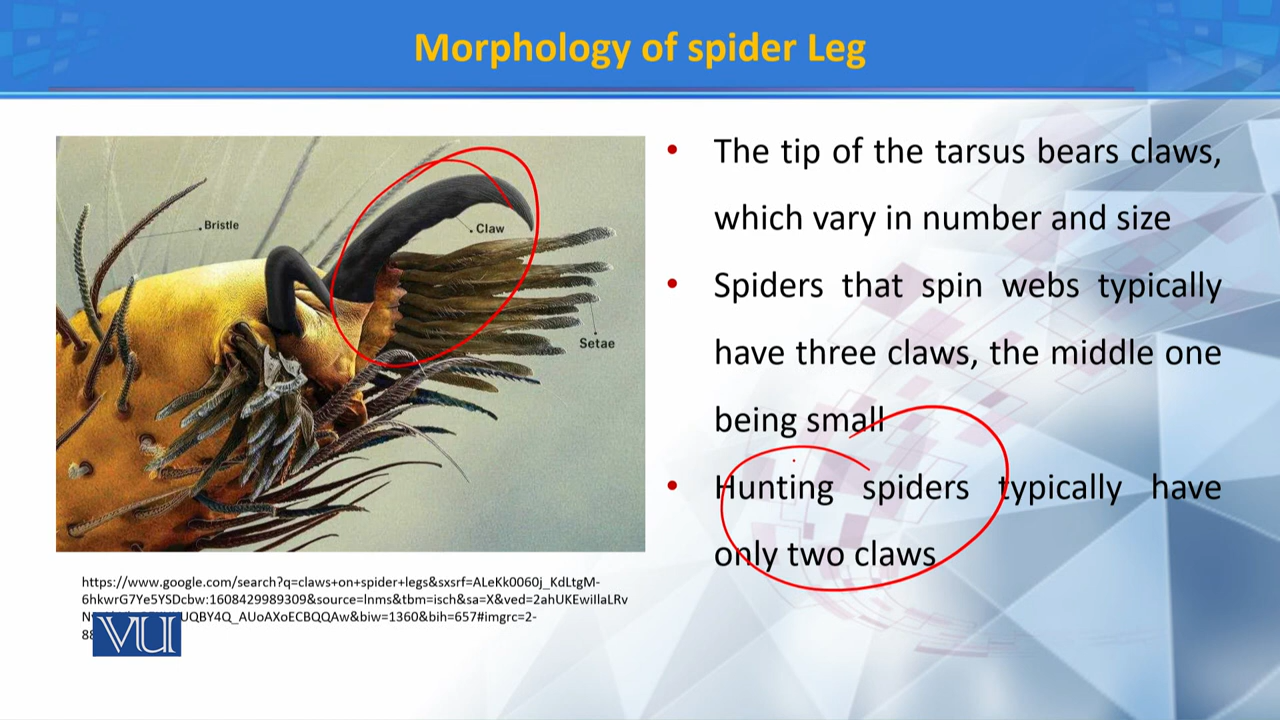 Morphology of spider Leg
Bristle
Claw
Setae
• The tip of the tarsus bears claws,
which vary in number and size
• Spiders that spin webs typically
have three claws, the middle one
being small
• Hunting spiders typically have
only two claws
https://www.google.com/search?q=claws+on+spider+legs&sxsrf=ALeKk0060j_KdLtgM-
6hkwrG7Ye5YSDcbw:1608429989309&source=lnms&tbm=isch&sa=X&ved=2ahUKEwillaLRv
UQBY4Q_AUoAXoECBQQAw&biw=1360&bih=657#imgrc=2-
VU